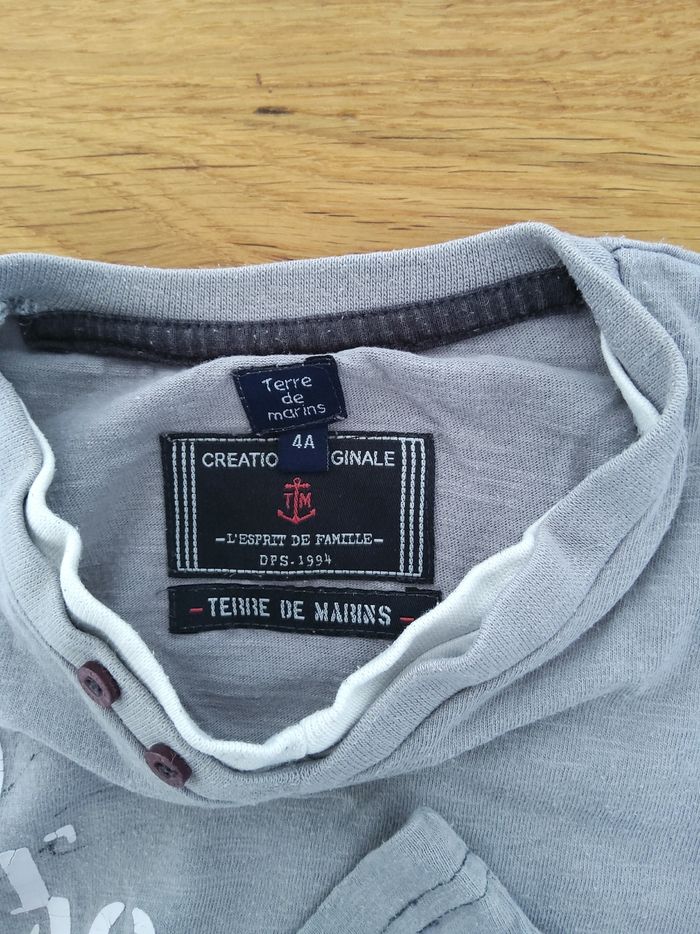 Terre
de
marins
4A
CREATIO GINALE
TM
-L'ESPRIT DE FAMILLE-
DPS.1994
- TERRE DE MARINS -